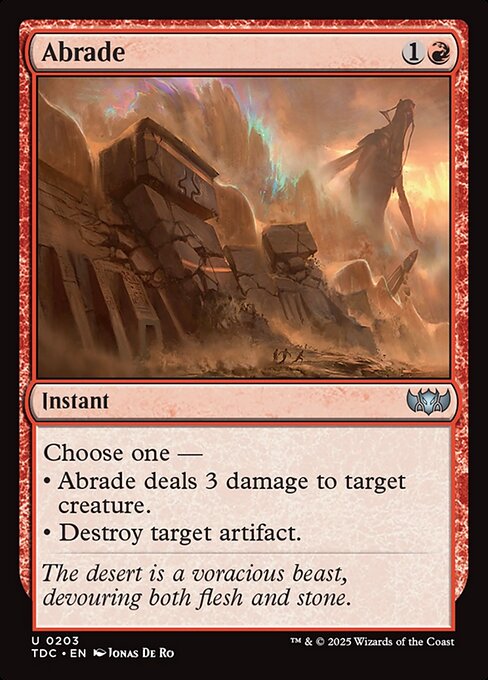 Abrade 1
Instant
Choose one —
• Abrade deals 3 damage to target
creature.
• Destroy target artifact.
The desert is a voracious beast,
devouring both flesh and stone.
U 0203
TDC • EN Jonas De Ro
™ & © 2025 Wizards of the Coast